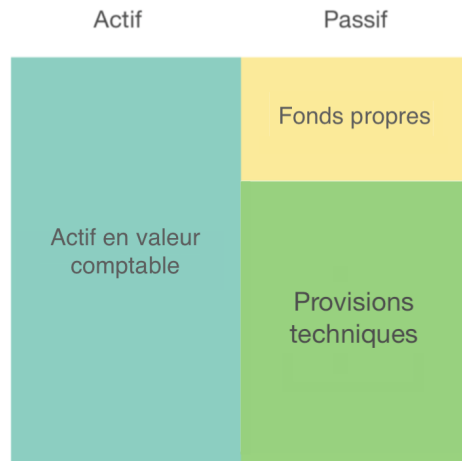 Actif
Passif
Fonds propres
Actif en valeur
comptable
Provisions
techniques